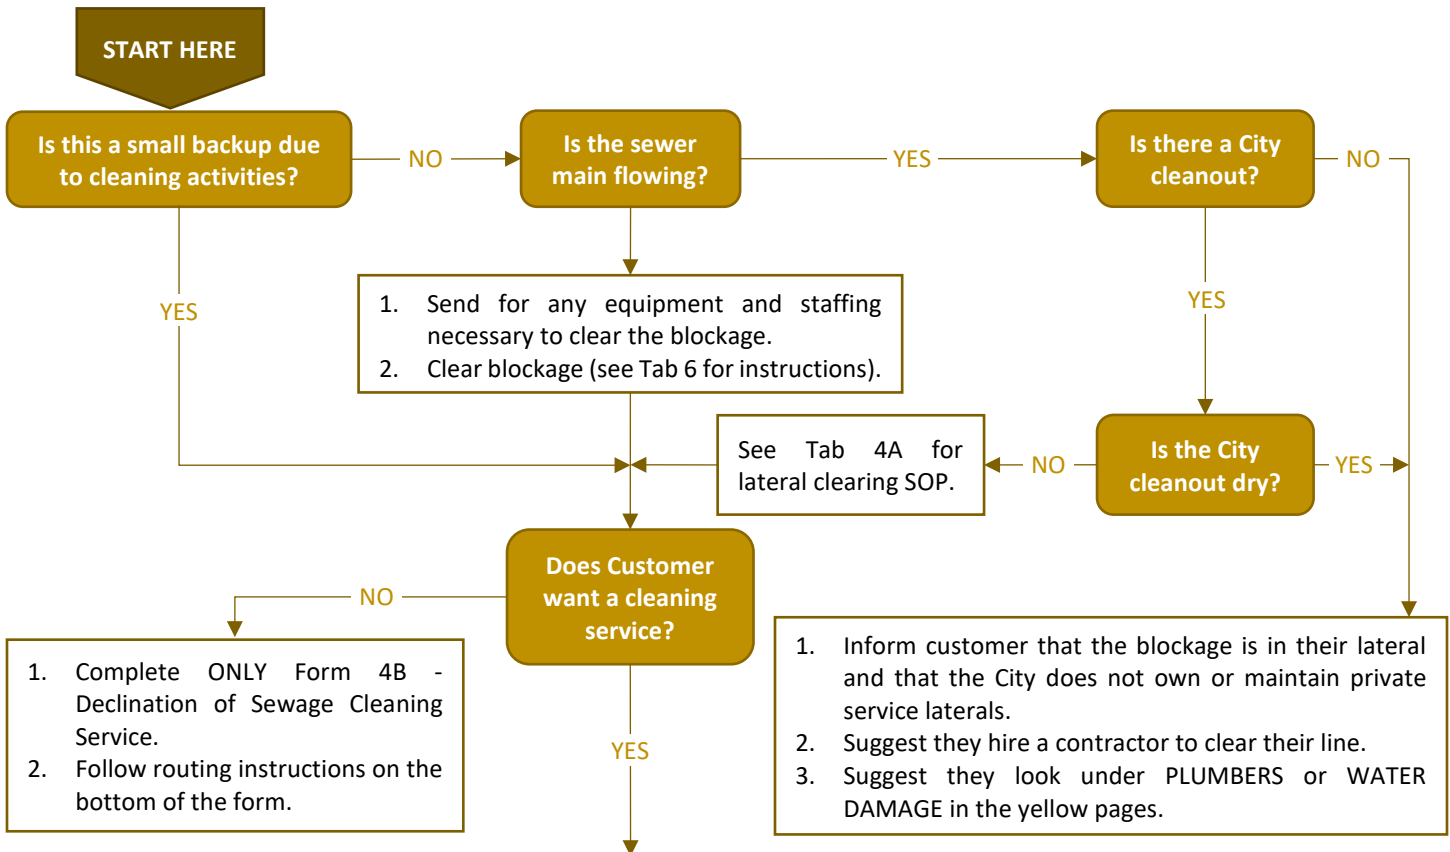 START HERE
Is this a small backup due
to cleaning activities?
NO
Is the sewer
main flowing?
YES
Is there a City
cleanout?
NO
YES
1. Send for any equipment and staffing
necessary to clear the blockage.
2. Clear blockage (see Tab 6 for instructions).
YES
See Tab 4A for
lateral clearing SOP.
NO
Is the City
cleanout dry?
YES
Does Customer
want a cleaning
service?
NO
1. Complete ONLY Form 4B -
Declination of Sewage Cleaning
Service.
2. Follow routing instructions on the
bottom of the form.
YES
1. Inform customer that the blockage is in their lateral
and that the City does not own or maintain private
service laterals.
2. Suggest they hire a contractor to clear their line.
3. Suggest they look under PLUMBERS or WATER
DAMAGE in the yellow pages.